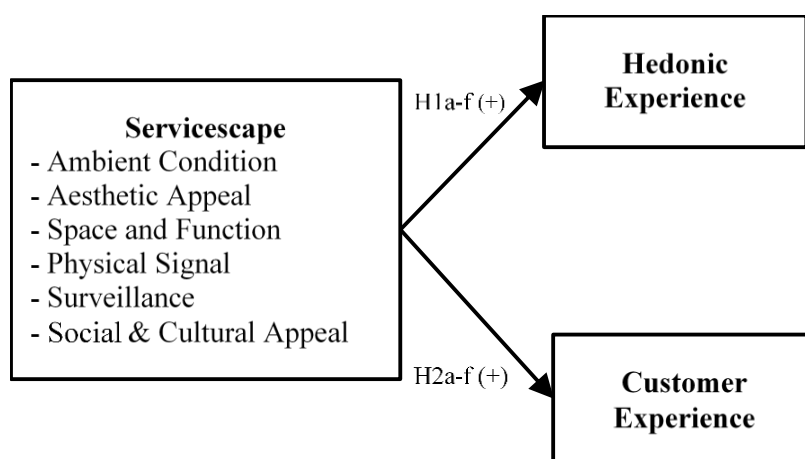 Servicescape
- Ambient Condition
- Aesthetic Appeal
- Space and Function
- Physical Signal
- Surveillance
- Social & Cultural Appeal
H1a-f (+)
Hedonic
Experience
H2a-f (+)
Customer
Experience